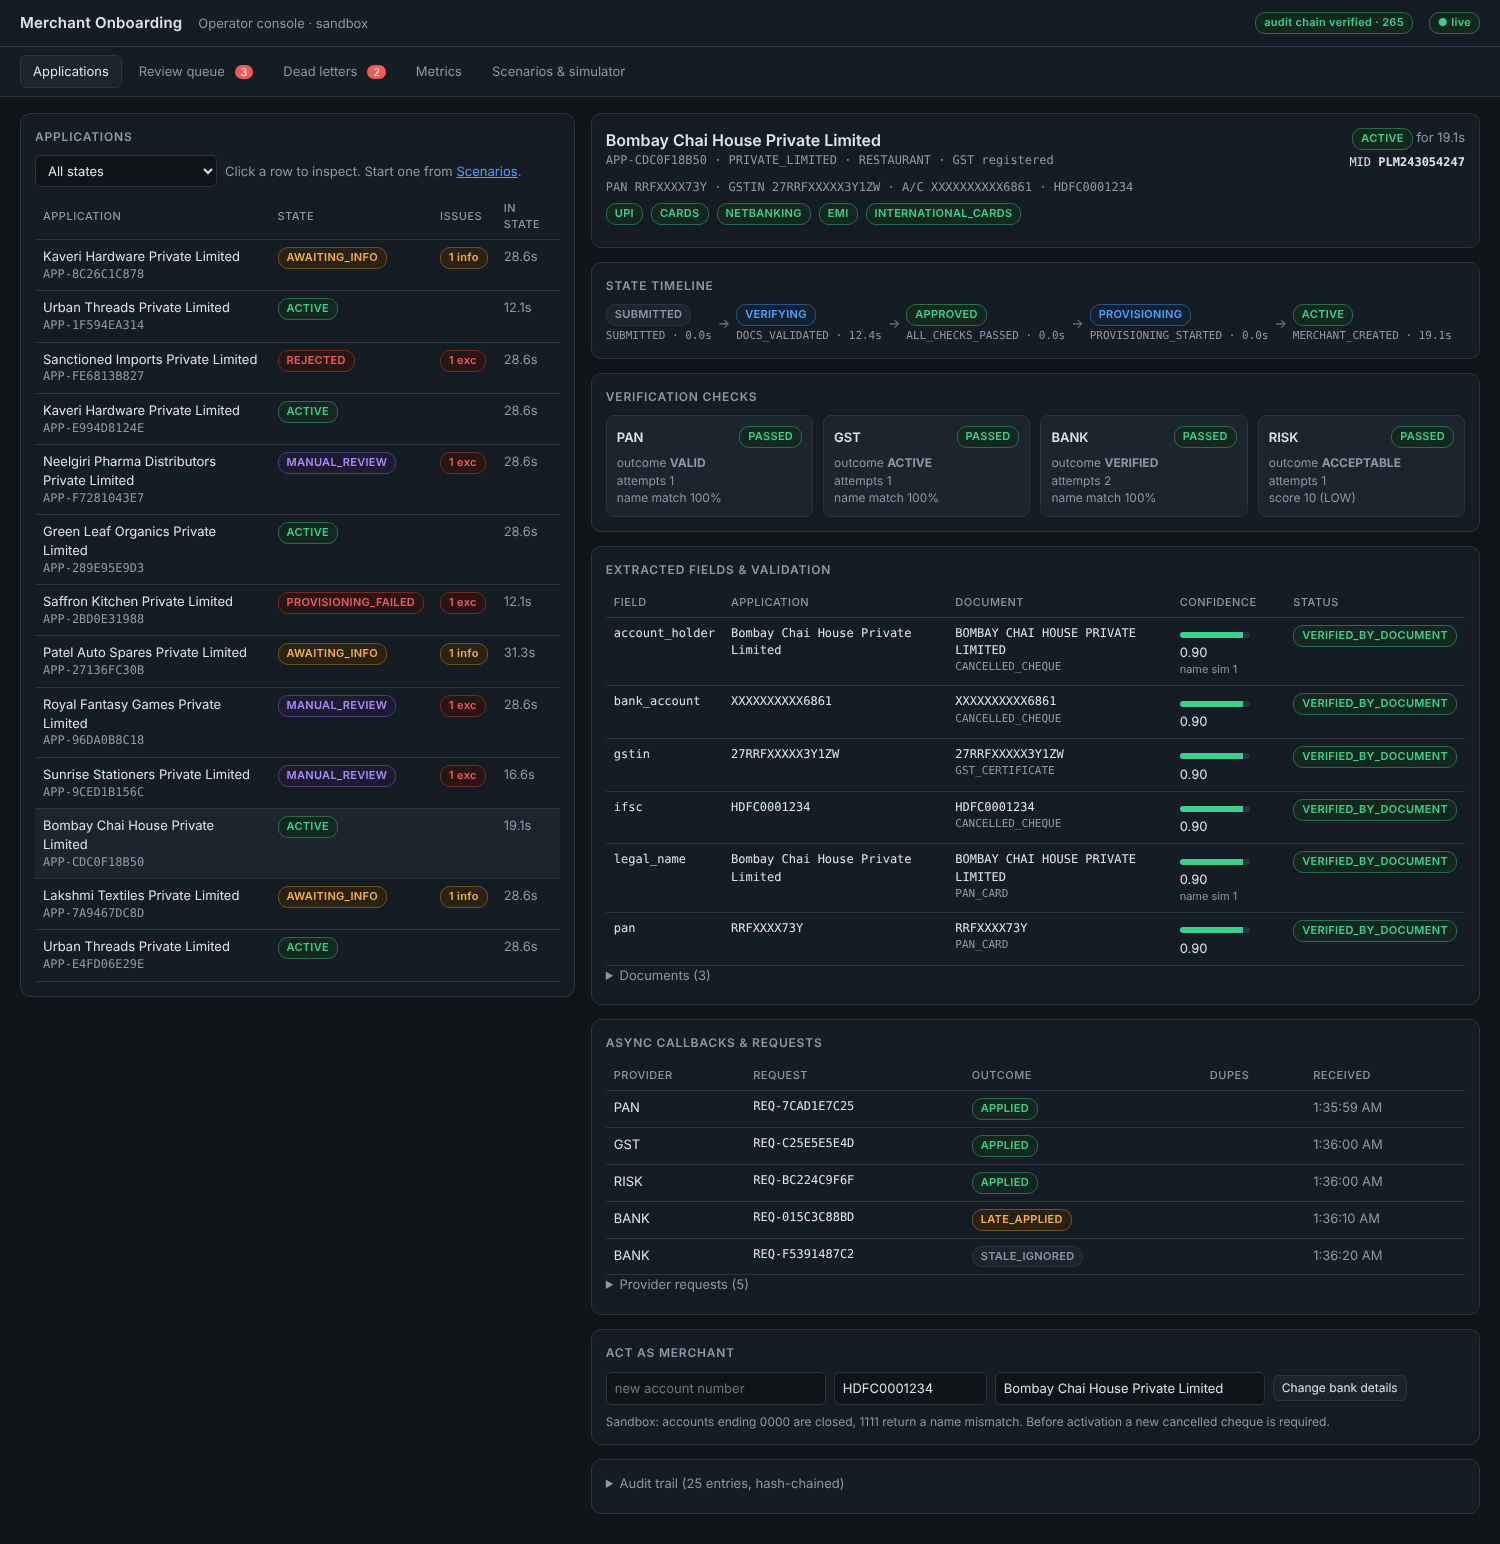 Merchant Onboarding Operator console · sandbox audit chain verified · 265 ● live
Applications Review queue 3 Dead letters 2 Metrics Scenarios & simulator
APPLICATIONS
All states Click a row to inspect. Start one from Scenarios.
APPLICATION STATE ISSUES IN STATE
Kaveri Hardware Private Limited AWAITING_INFO 1 info 28.6s
APP-8C26C1C878
Urban Threads Private Limited ACTIVE 12.1s
APP-1F594EA314
Sanctioned Imports Private Limited REJECTED 1 exc 28.6s
APP-FE6813B827
Kaveri Hardware Private Limited ACTIVE 28.6s
APP-E994D8124E
Neelgiri Pharma Distributors MANUAL_REVIEW 1 exc 28.6s
Private Limited
APP-F7281043E7
Green Leaf Organics Private ACTIVE 28.6s
Limited
APP-289E95E9D3
Saffron Kitchen Private Limited PROVISIONING_FAILED 1 exc 12.1s
APP-2BD0E31988
Patel Auto Spares Private Limited AWAITING_INFO 1 info 31.3s
APP-27136FC30B
Royal Fantasy Games Private MANUAL_REVIEW 1 exc 28.6s
Limited
APP-96DA0B8C18
Sunrise Stationers Private Limited MANUAL_REVIEW 1 exc 16.6s
APP-9CED1B156C
Bombay Chai House Private ACTIVE 19.1s
Limited
APP-CDC0F18B50
Lakshmi Textiles Private Limited AWAITING_INFO 1 info 28.6s
APP-7A9467DC8D
Urban Threads Private Limited ACTIVE 28.6s
APP-E4FD06E29E
Bombay Chai House Private Limited ACTIVE for 19.1s
APP-CDC0F18B50 · PRIVATE_LIMITED · RESTAURANT · GST registered MID PLM243054247
PAN RRFXXXX73Y · GSTIN 27RRFXXXXX3Y1ZW · A/C XXXXXXXXXX6861 · HDFC0001234
UPI CARDS NETBANKING EMI INTERNATIONAL_CARDS
STATE TIMELINE
SUBMITTED → VERIFYING → APPROVED → PROVISIONING → ACTIVE
SUBMITTED · 0.0s DOCS_VALIDATED · 12.4s ALL_CHECKS_PASSED · 0.0s PROVISIONING_STARTED · 0.0s MERCHANT_CREATED · 19.1s
VERIFICATION CHECKS
PAN PASSED GST PASSED BANK PASSED RISK PASSED
outcome VALID outcome ACTIVE outcome VERIFIED outcome ACCEPTABLE
attempts 1 attempts 1 attempts 2 attempts 1
name match 100% name match 100% name match 100% score 10 (LOW)
EXTRACTED FIELDS & VALIDATION
FIELD APPLICATION DOCUMENT CONFIDENCE STATUS
account_holder Bombay Chai House Private BOMBAY CHAI HOUSE PRIVATE VERIFIED_BY_DOCUMENT
Limited LIMITED 0.90
CANCELLED_CHEQUE name sim 1
bank_account XXXXXXXXXX6861 XXXXXXXXXX6861 VERIFIED_BY_DOCUMENT
CANCELLED_CHEQUE 0.90
gstin 27RRFXXXXX3Y1ZW 27RRFXXXXX3Y1ZW VERIFIED_BY_DOCUMENT
GST_CERTIFICATE 0.90
ifsc HDFC0001234 HDFC0001234 VERIFIED_BY_DOCUMENT
CANCELLED_CHEQUE 0.90
legal_name Bombay Chai House Private BOMBAY CHAI HOUSE PRIVATE VERIFIED_BY_DOCUMENT
Limited LIMITED 0.90
PAN_CARD name sim 1
pan RRFXXXX73Y RRFXXXX73Y VERIFIED_BY_DOCUMENT
PAN_CARD 0.90
▶ Documents (3)
ASYNC CALLBACKS & REQUESTS
PROVIDER REQUEST OUTCOME DUPES RECEIVED
PAN REQ-7CAD1E7C25 APPLIED 1:35:59 AM
GST REQ-C25E5E5E4D APPLIED 1:36:00 AM
RISK REQ-BC224C9F6F APPLIED 1:36:00 AM
BANK REQ-015C3C88BD LATE_APPLIED 1:36:10 AM
BANK REQ-F5391487C2 STALE_IGNORED 1:36:20 AM
▶ Provider requests (5)
ACT AS MERCHANT
new account number HDFC0001234 Bombay Chai House Private Limited Change bank details
Sandbox: accounts ending 0000 are closed, 1111 return a name mismatch. Before activation a new cancelled cheque is required.
▶ Audit trail (25 entries, hash-chained)